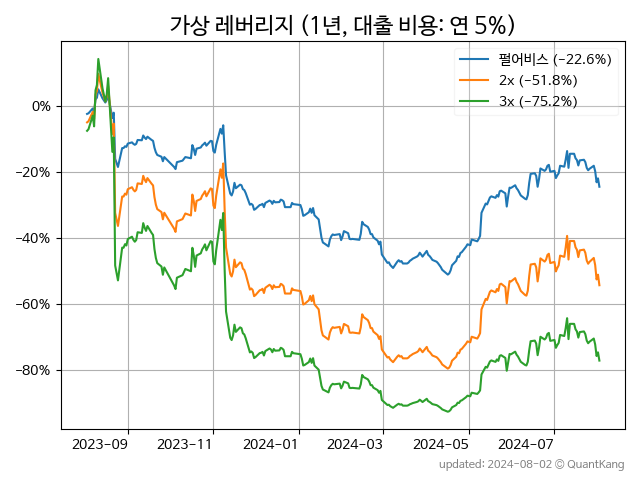 가상 레버리지 (1년, 대출 비용: 연 5%)
펄어비스 (−22.6%)
2x (−51.8%)
3x (−75.2%)
0%
−20%
−40%
−60%
−80%
2023-09
2023-11
2024-01
2024-03
2024-05
2024-07
updated: 2024-08-02 © QuantKang